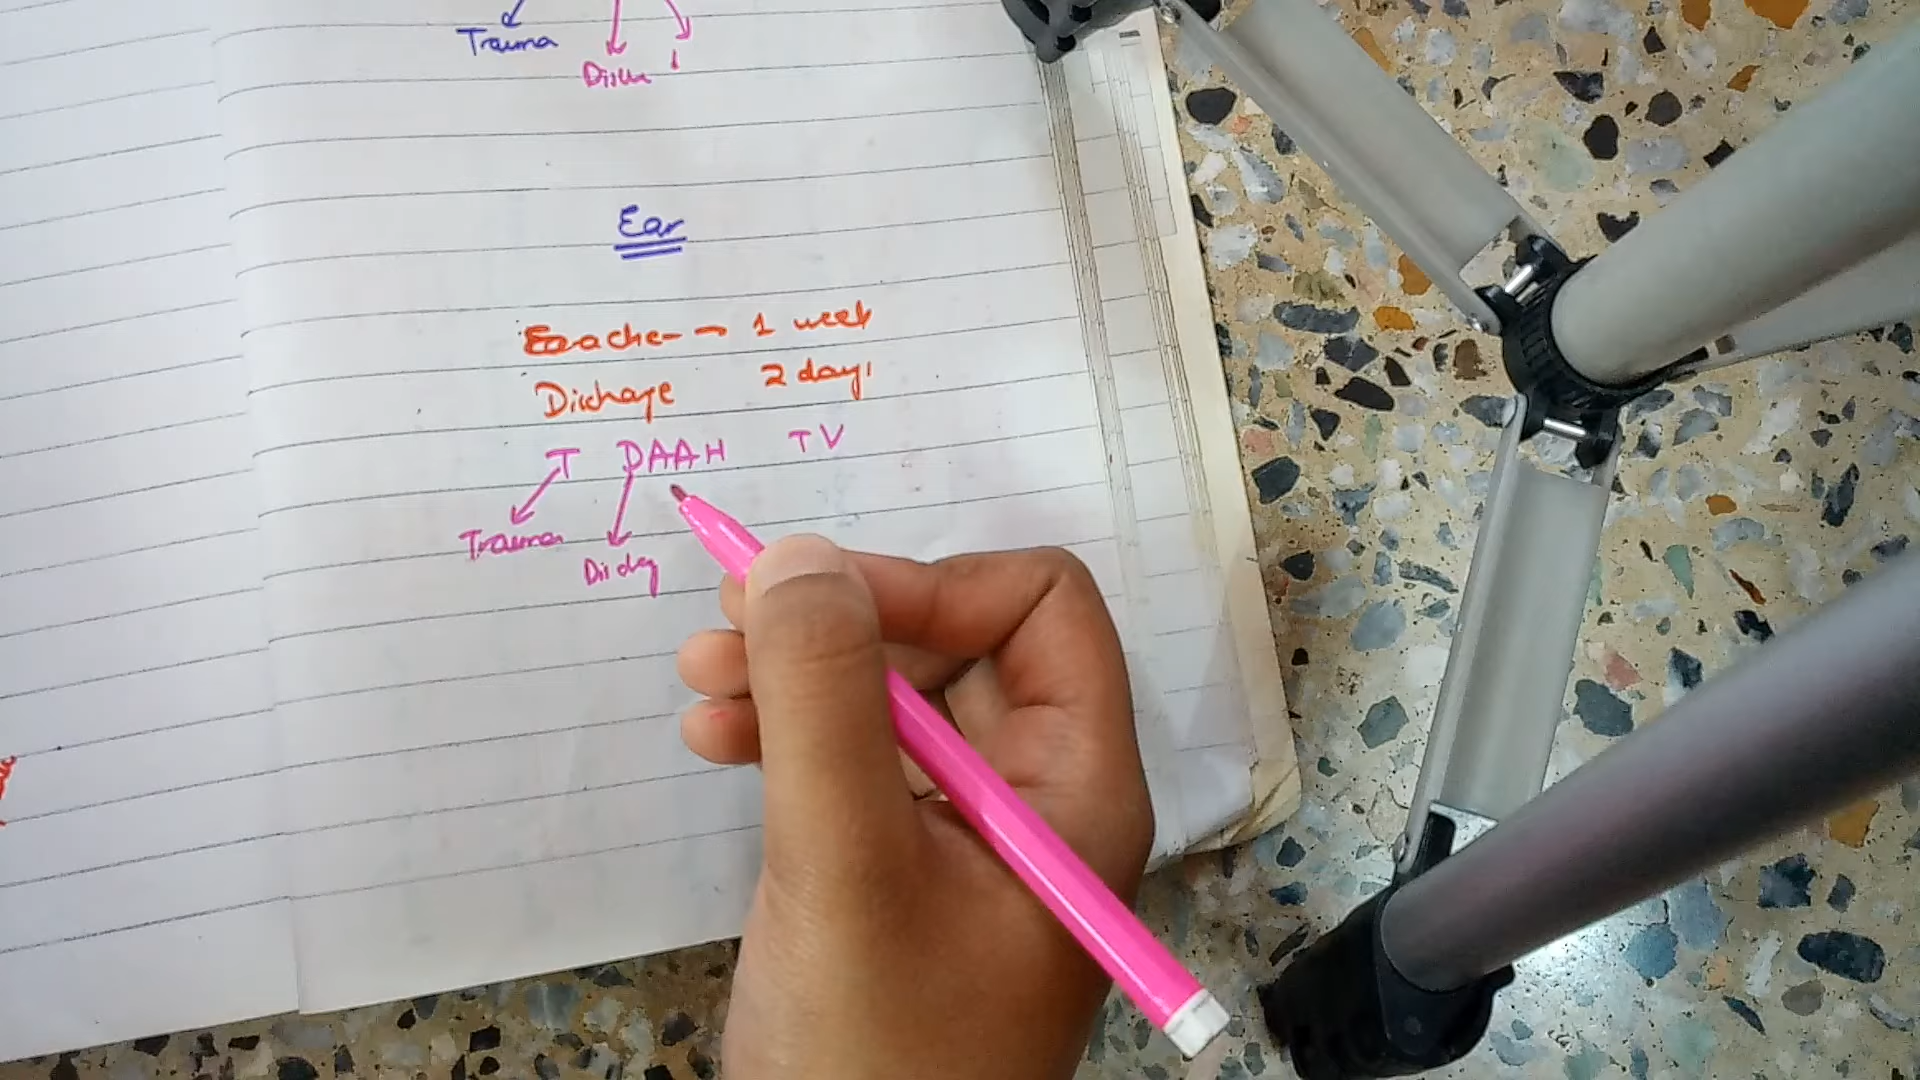 Trauma
Ear
Earache - → 1 week
Discharge 2 days
T DAAH TV
Trauma